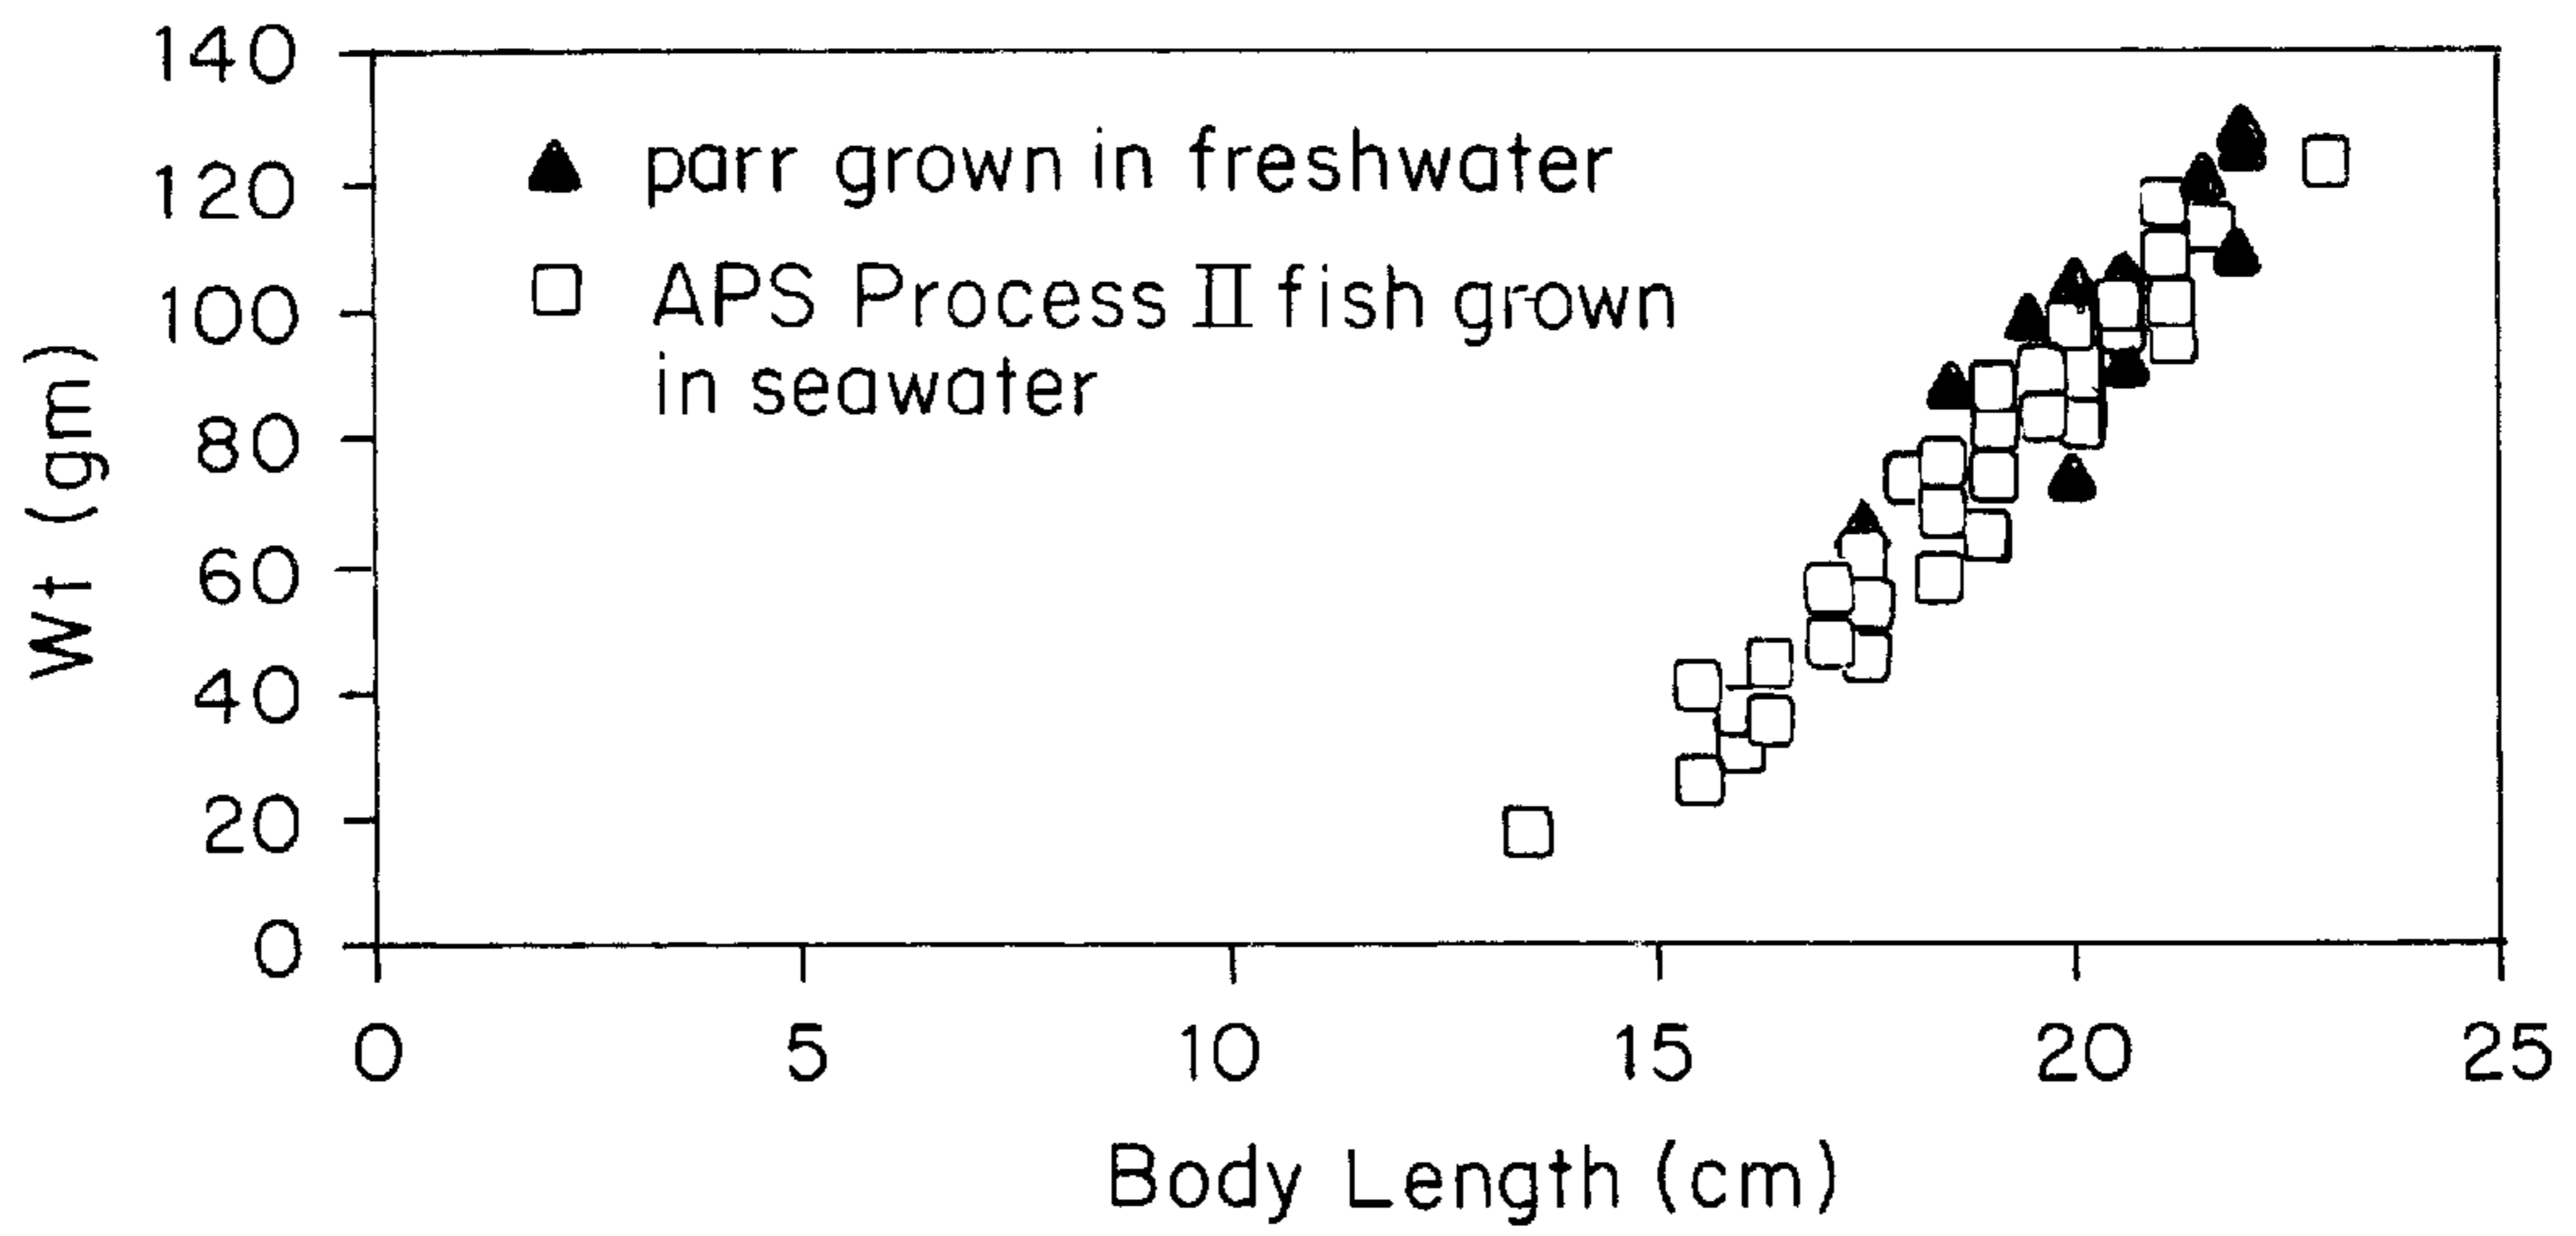 140
120
100
80
60
40
20
0
Wt (gm)
parr grown in freshwater
APS Process II fish grown
in seawater
0 5 10 15 20 25
Body Length (cm)